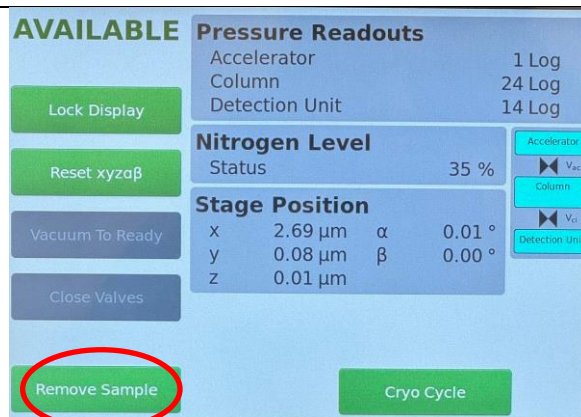 AVAILABLE
Lock Display
Reset xyzαβ
Vacuum To Ready
Close Valves
Remove Sample
Pressure Readouts
Accelerator 1 Log
Column 24 Log
Detection Unit 14 Log
Nitrogen Level
Status 35 %
Stage Position
x 2.69 μm α 0.01 °
y 0.08 μm β 0.00 °
z 0.01 μm
Accelerator
Column
Detection Unit
Cryo Cycle